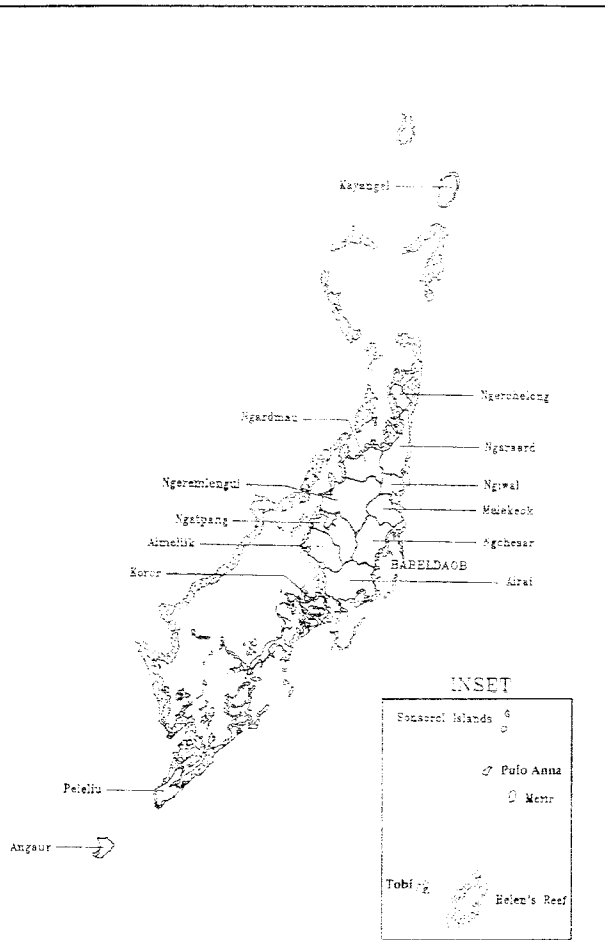 Kayangel
Ngerchelong
Ngardmau
Ngaraard
Ngeremlengui
Ngiwal
Melekeok
Ngatpang
Aimeliik
Ngchesar
BABELDAOB
Koror
Airai
INSET
Sonsorol Islands
Pulo Anna
Merir
Peleliu
Angaur
Tobi
Helen's Reef